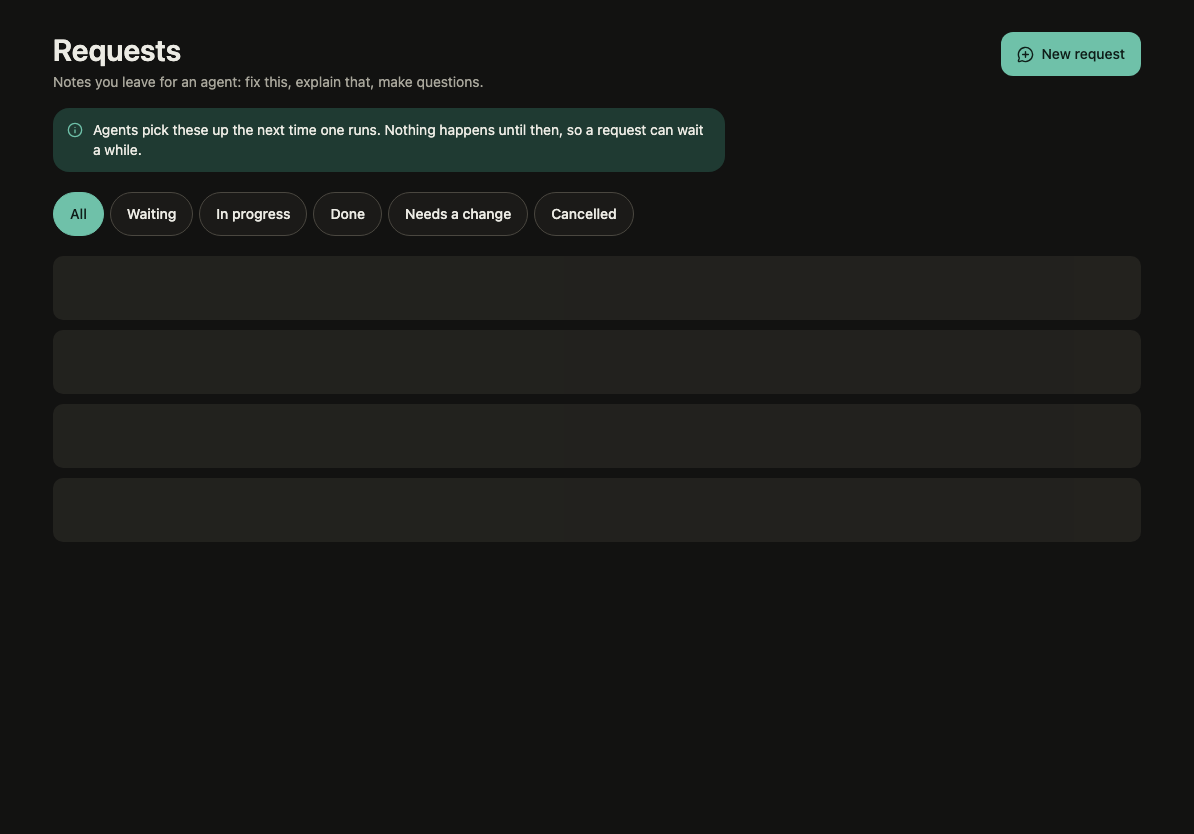 Requests
New request
Notes you leave for an agent: fix this, explain that, make questions.
Agents pick these up the next time one runs. Nothing happens until then, so a request can wait
a while.
All
Waiting
In progress
Done
Needs a change
Cancelled